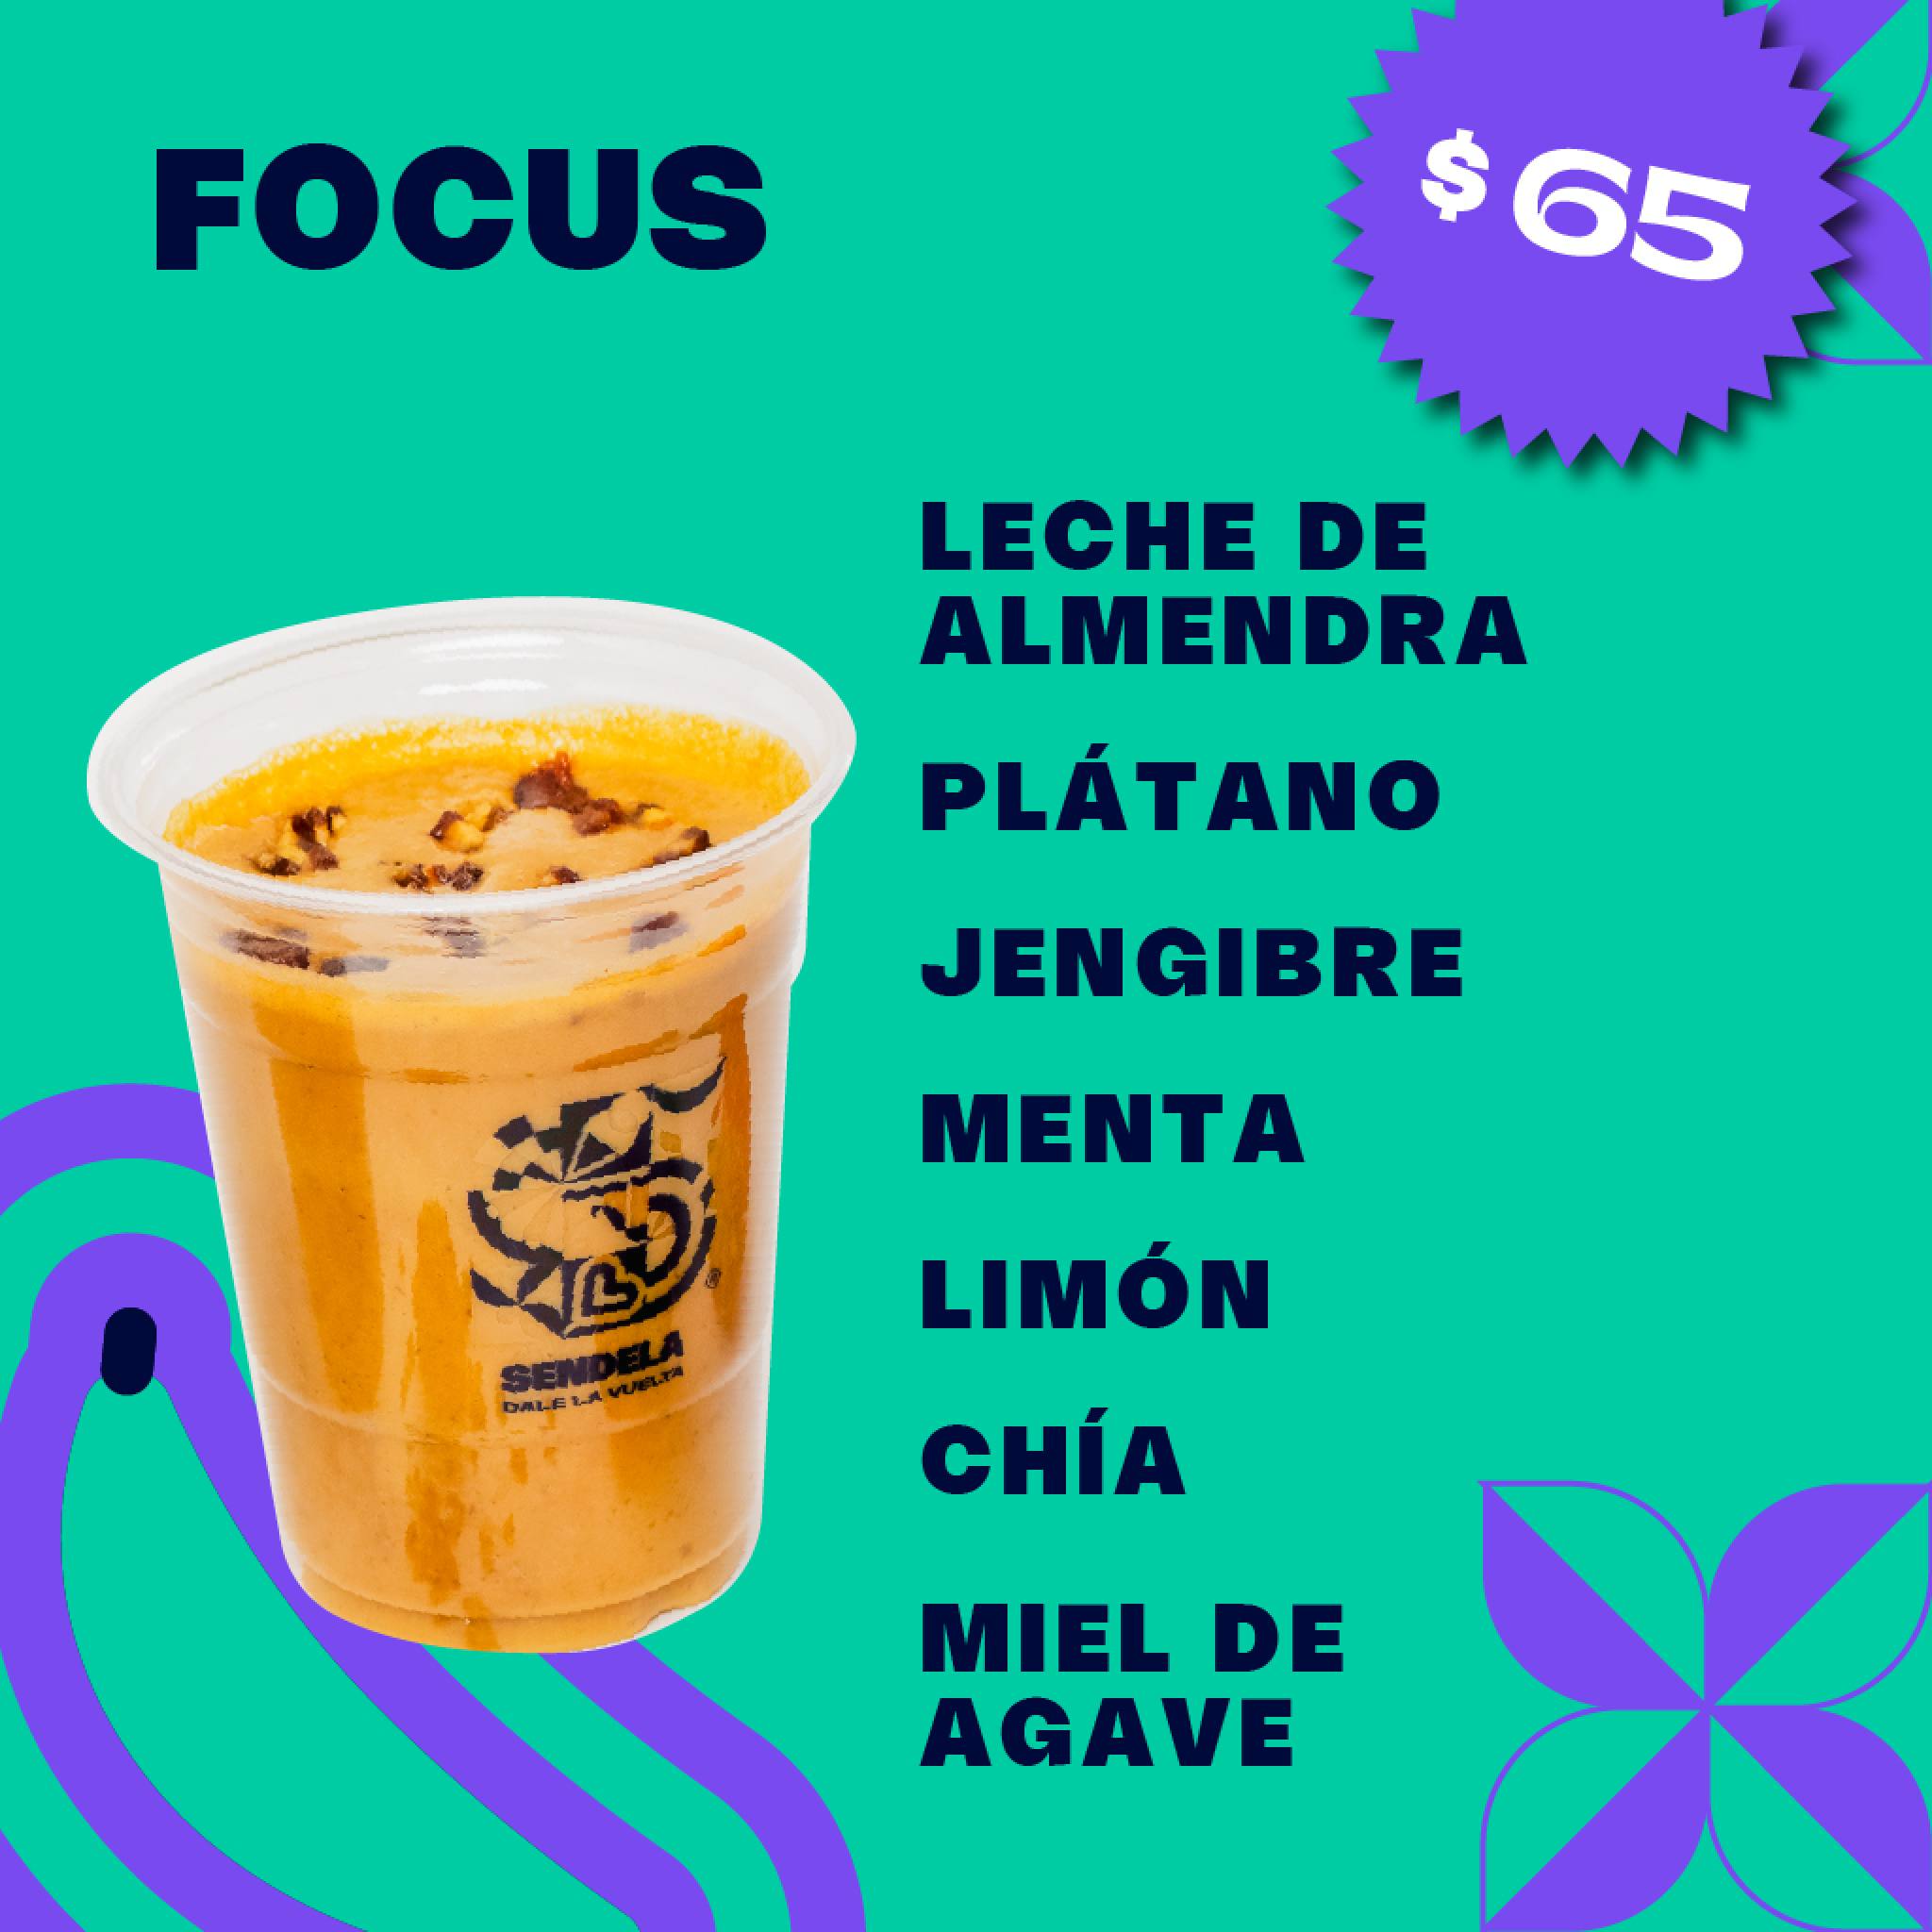 FOCUS
$65
LECHE DE
ALMENDRA
PLÁTANO
JENGIBRE
MENTA
LIMÓN
CHÍA
MIEL DE
AGAVE
SENDELA
DALE LA VUELTA